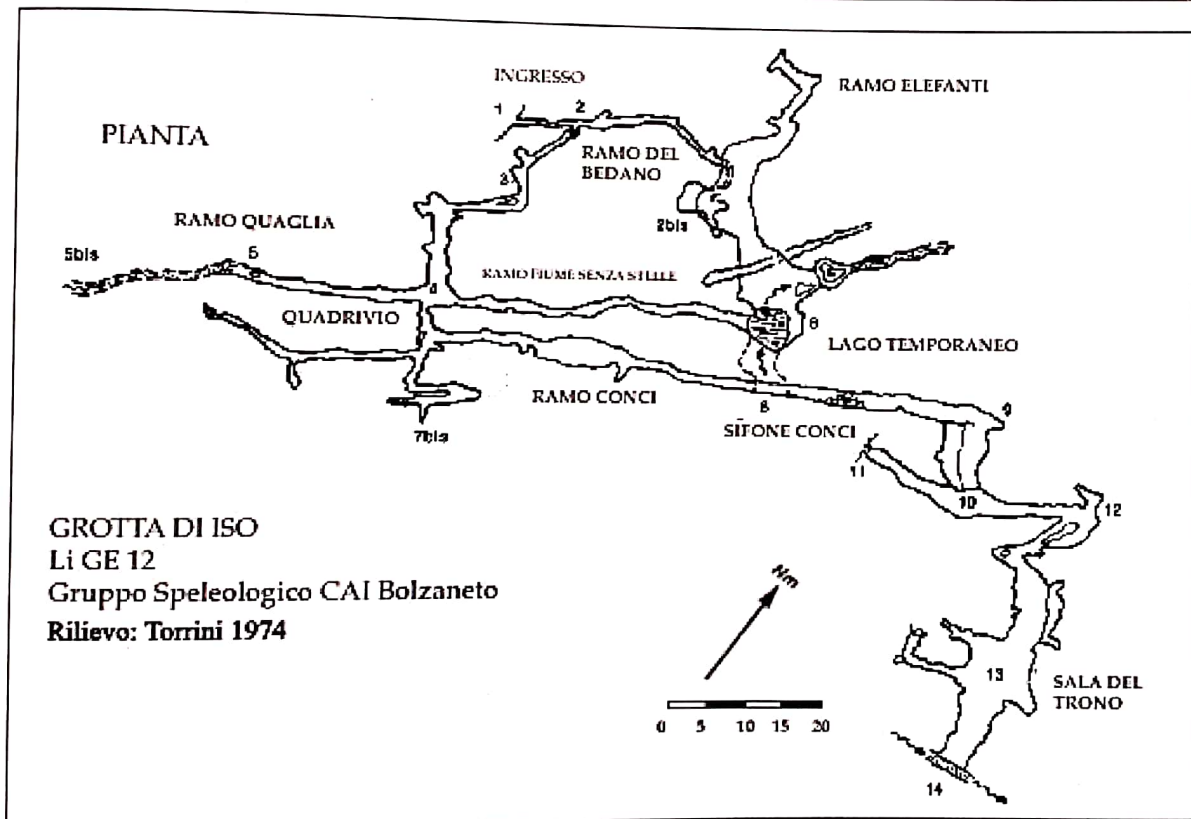 PIANTA
INGRESSO
1
2
RAMO ELEFANTI
RAMO DEL
BEDANO
3
2bis
RAMO QUAGLIA
5bis
5
RAMO FIUME SENZA STELLE
4
QUADRIVIO
6
LAGO TEMPORANEO
RAMO CONCI
7bis
8
SIFONE CONCI
9
11
10
12
GROTTA DI ISO
Li GE 12
Gruppo Speleologico CAI Bolzaneto
Rilievo: Torrini 1974
Nm
0 5 10 15 20
13
SALA DEL
TRONO
14